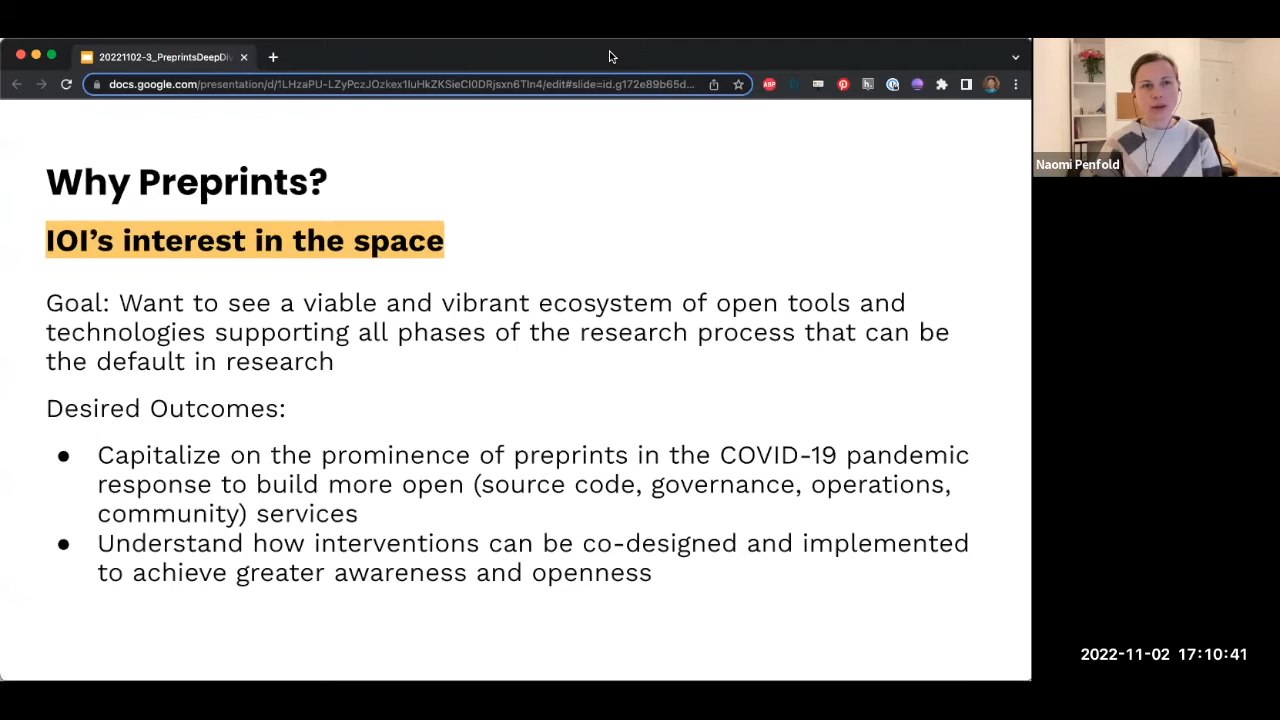 20221102-3_PreprintsDeepDiv
docs.google.com/presentation/d/1LHzaPU-LZyPczJOzkex1IuHkZKSieCI0DRjsxn6TIn4/edit#slide=id.g172e89b65d...
Naomi Penfold
Why Preprints?
IOI's interest in the space
Goal: Want to see a viable and vibrant ecosystem of open tools and
technologies supporting all phases of the research process that can be
the default in research
Desired Outcomes:
● Capitalize on the prominence of preprints in the COVID-19 pandemic
response to build more open (source code, governance, operations,
community) services
● Understand how interventions can be co-designed and implemented
to achieve greater awareness and openness
2022-11-02 17:10:41